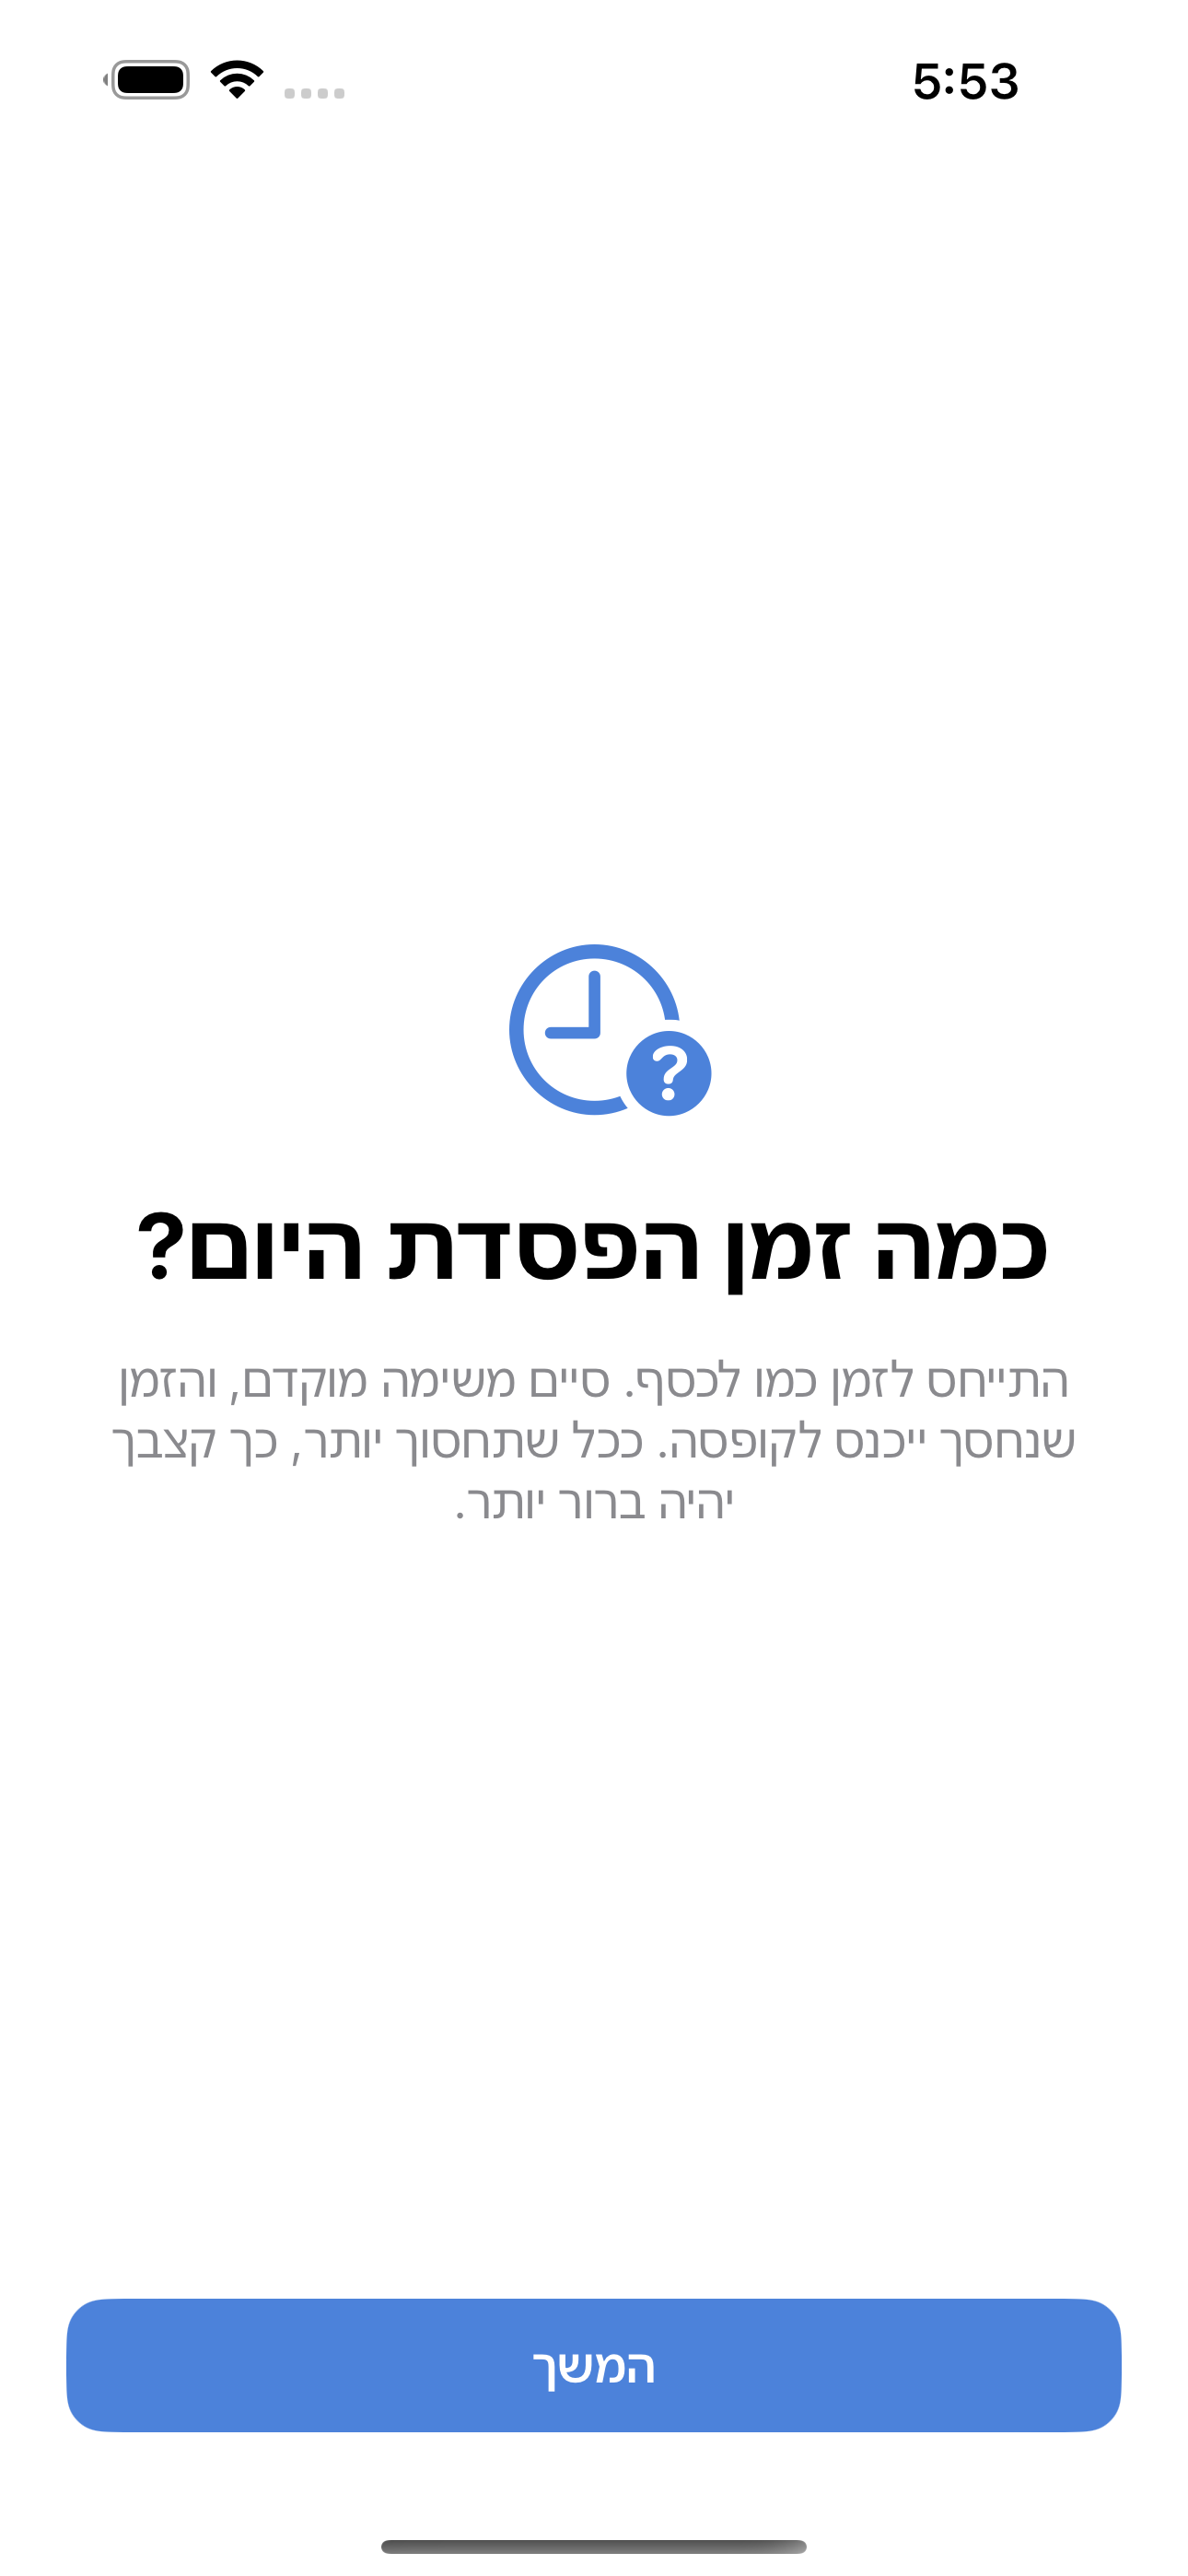 5:53
כמה זמן הפסדת היום?
התייחס לזמן כמו לכסף. סיים משימה מוקדם, והזמן
שנחסך ייכנס לקופסה. ככל שתחסוך יותר, כך קצבך
יהיה ברור יותר.
המשך